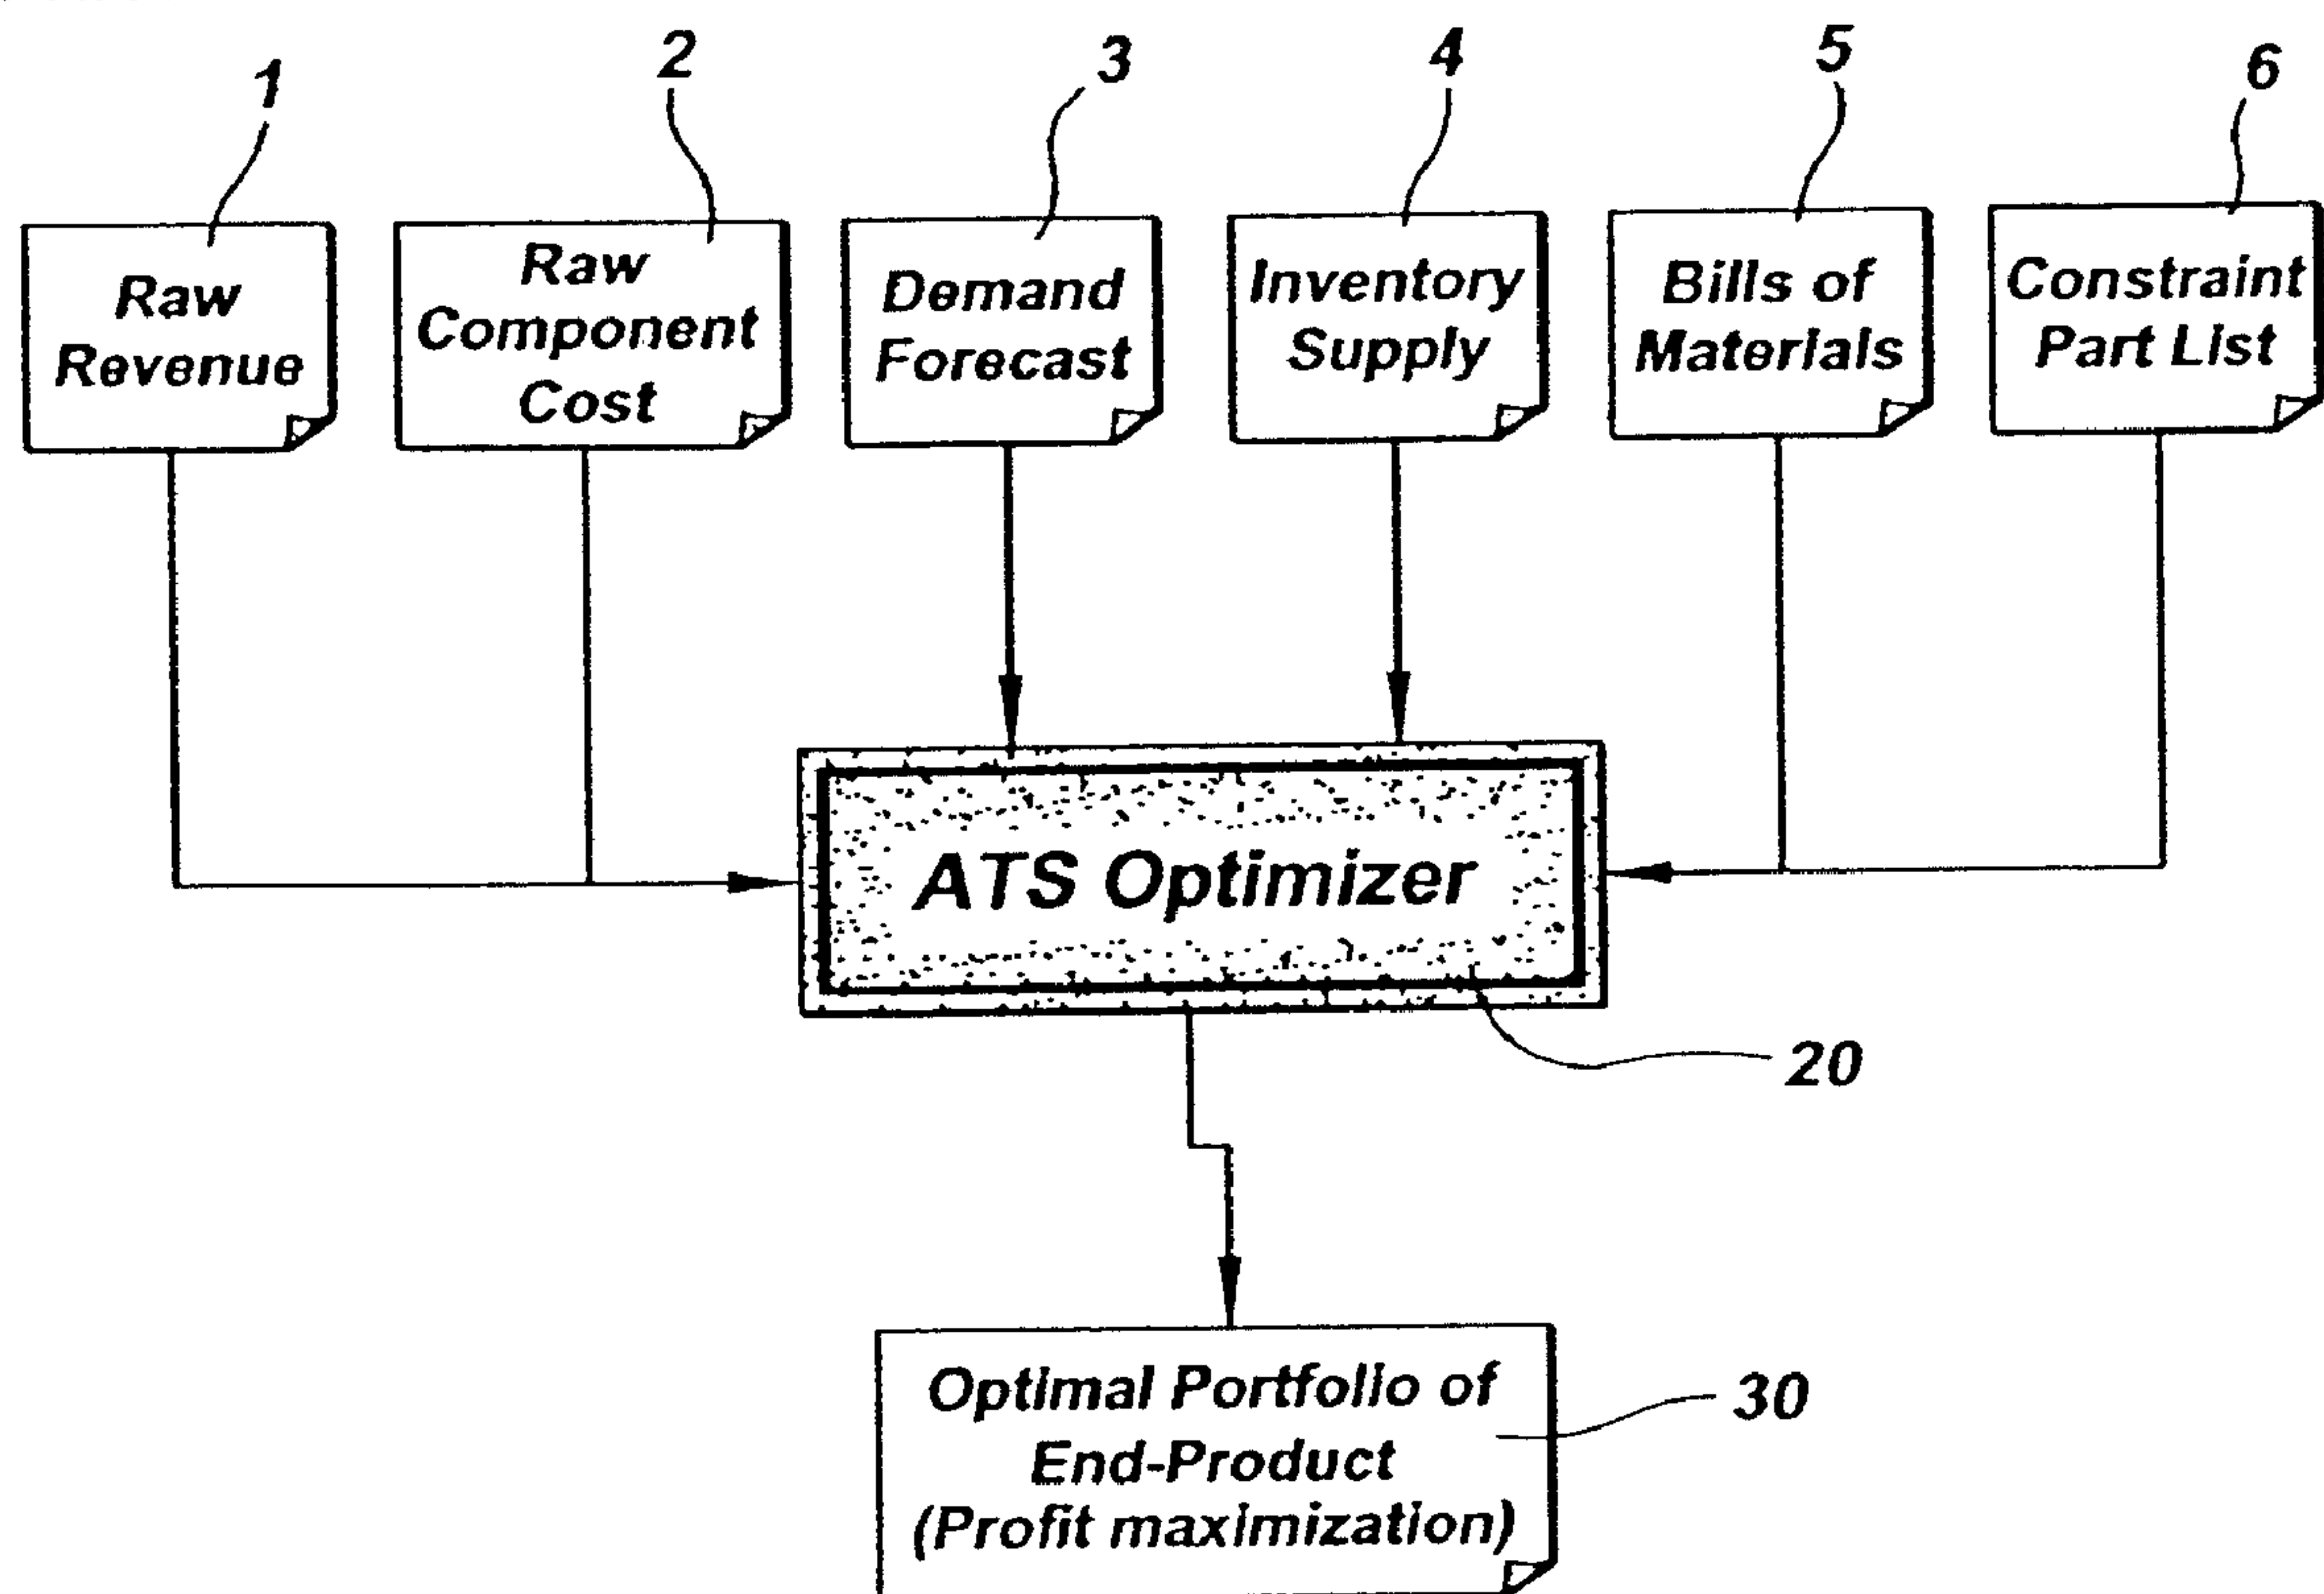 1
2
3
4
5
6
Raw
Revenue
Raw
Component
Cost
Demand
Forecast
Inventory
Supply
Bills of
Materials
Constraint
Part List
ATS Optimizer
20
Optimal Portfolio of
End-Product
(Profit maximization)
30